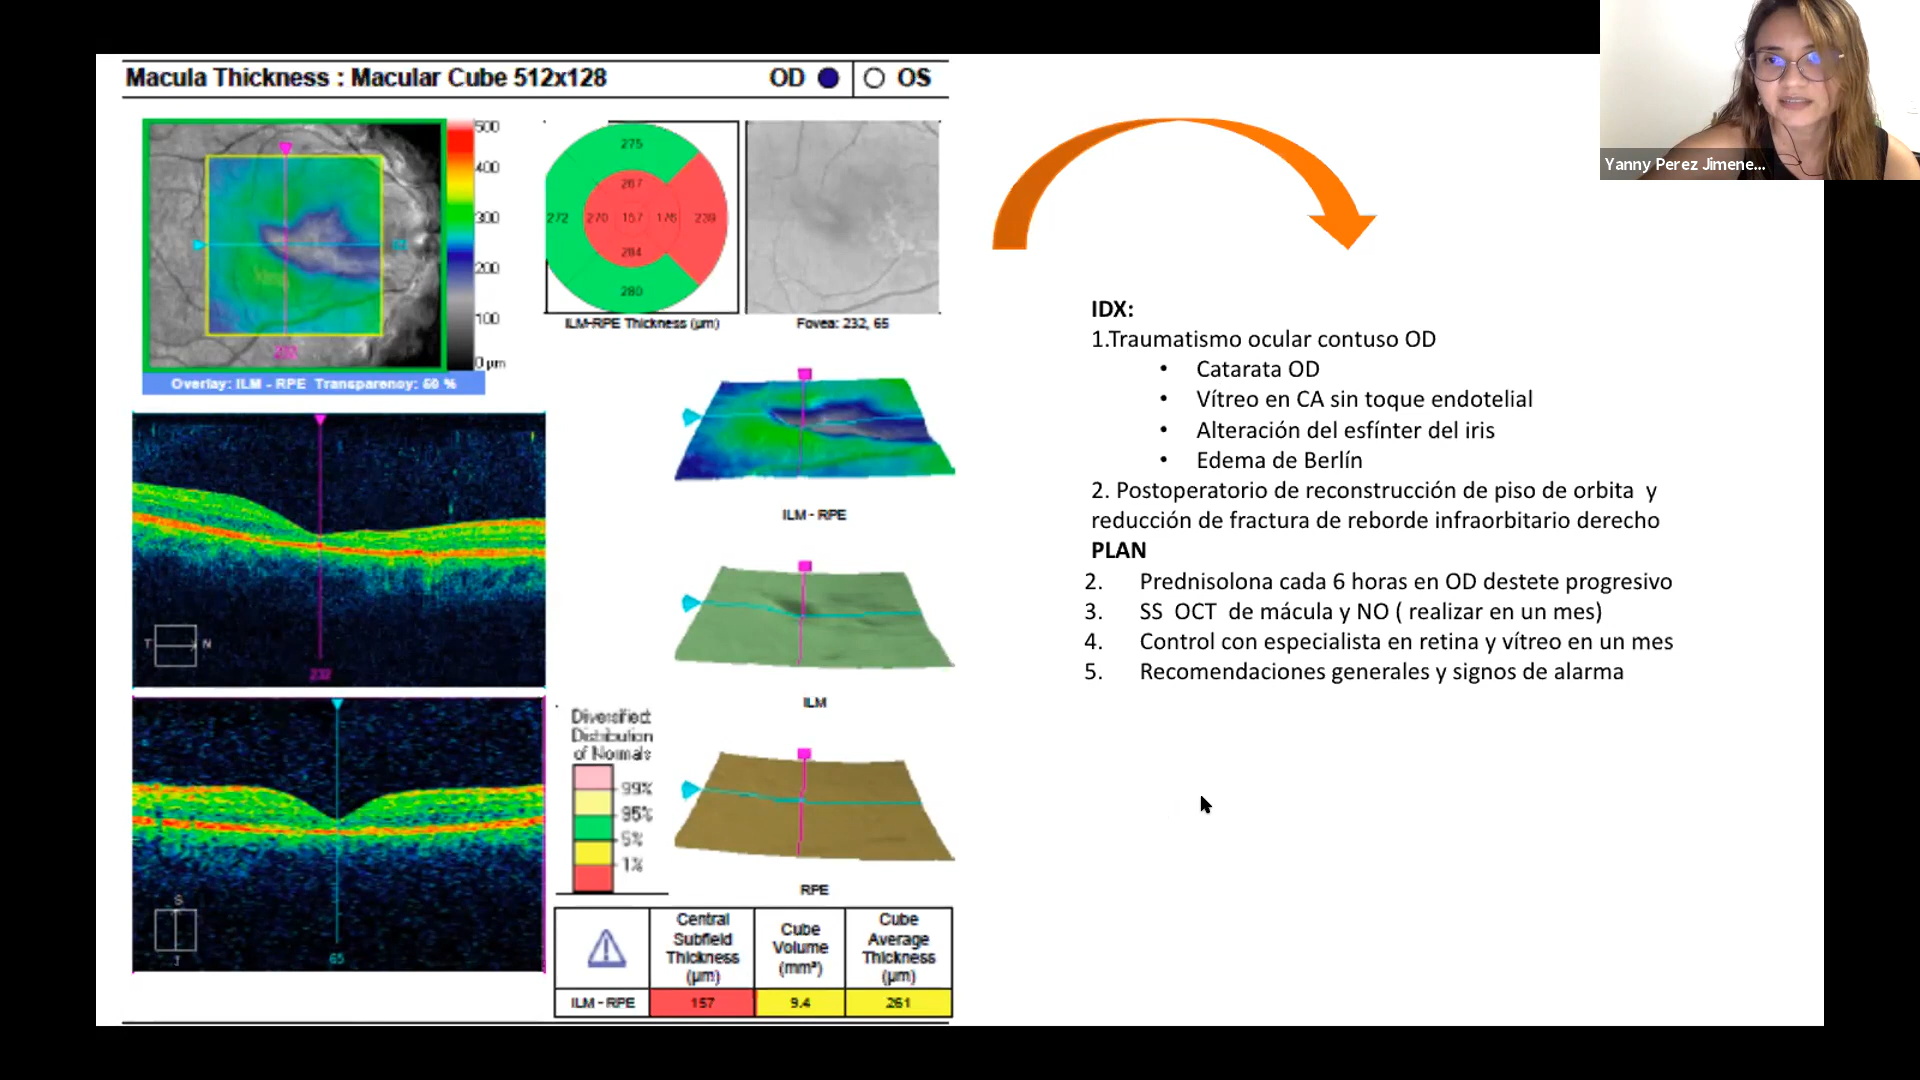 Macula Thickness : Macular Cube 512x128 OD OS
Yanny Perez Jimene...
500
400
300
200
100
0 µm
232
Overlay: ILM - RPE Transparency: 50 %
275
267
272 270 157 176 239
284
280
ILM-RPE Thickness (µm)
Fovea: 232, 65
ILM - RPE
T N
232
ILM
S
I
65
Diversified:
Distribution
of Normals
99%
95%
5%
1%
RPE
Central Subfield Thickness (µm)
Cube Volume (mm³)
Cube Average Thickness (µm)
ILM - RPE 157 9.4 261
IDX:
1.Traumatismo ocular contuso OD
• Catarata OD
• Vítreo en CA sin toque endotelial
• Alteración del esfínter del iris
• Edema de Berlín
2. Postoperatorio de reconstrucción de piso de orbita y
reducción de fractura de reborde infraorbitario derecho
PLAN
2. Prednisolona cada 6 horas en OD destete progresivo
3. SS OCT de mácula y NO ( realizar en un mes)
4. Control con especialista en retina y vítreo en un mes
5. Recomendaciones generales y signos de alarma